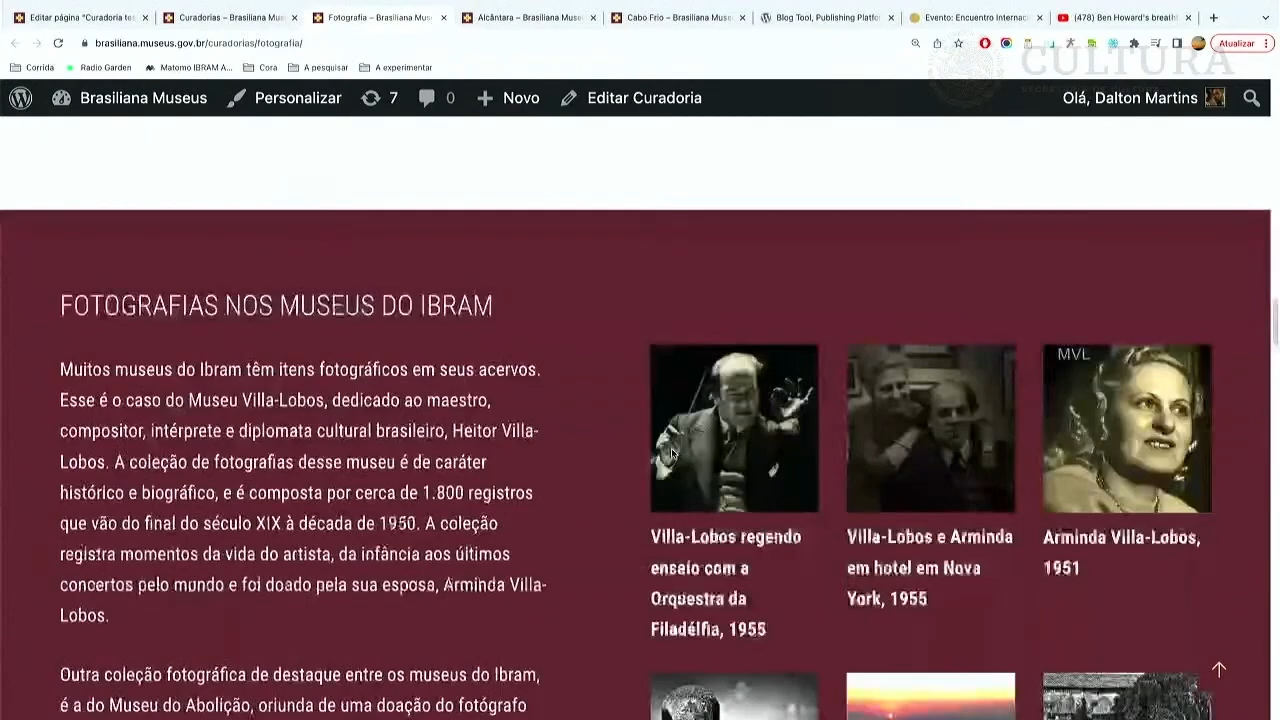 Editar página "Curadoria te
Curadorias – Brasiliana Mus
Fotografia – Brasiliana Muse
Alcântara – Brasiliana Muse
Cabo Frio – Brasiliana Muse
Blog Tool, Publishing Platfo
Evento: Encuentro Internac
(478) Ben Howard's breath
brasiliana.museus.gov.br/curadorias/fotografia/
Atualizar
Corrida
Radio Garden
Matomo IBRAM A...
Cora
A pesquisar
A experimentar
CULTURA
Brasiliana Museus
Personalizar
7
0
Novo
Editar Curadoria
Olá, Dalton Martins
FOTOGRAFIAS NOS MUSEUS DO IBRAM
Muitos museus do Ibram têm itens fotográficos em seus acervos.
Esse é o caso do Museu Villa-Lobos, dedicado ao maestro,
compositor, intérprete e diplomata cultural brasileiro, Heitor Villa-
Lobos. A coleção de fotografias desse museu é de caráter
histórico e biográfico, e é composta por cerca de 1.800 registros
que vão do final do século XIX à década de 1950. A coleção
registra momentos da vida do artista, da infância aos últimos
concertos pelo mundo e foi doado pela sua esposa, Arminda Villa-
Lobos.
Outra coleção fotográfica de destaque entre os museus do Ibram,
é a do Museu do Abolição, oriunda de uma doação do fotógrafo
Villa-Lobos regendo
ensaio com a
Orquestra da
Filadélfia, 1955
Villa-Lobos e Arminda
em hotel em Nova
York, 1955
MVL
Arminda Villa-Lobos,
1951